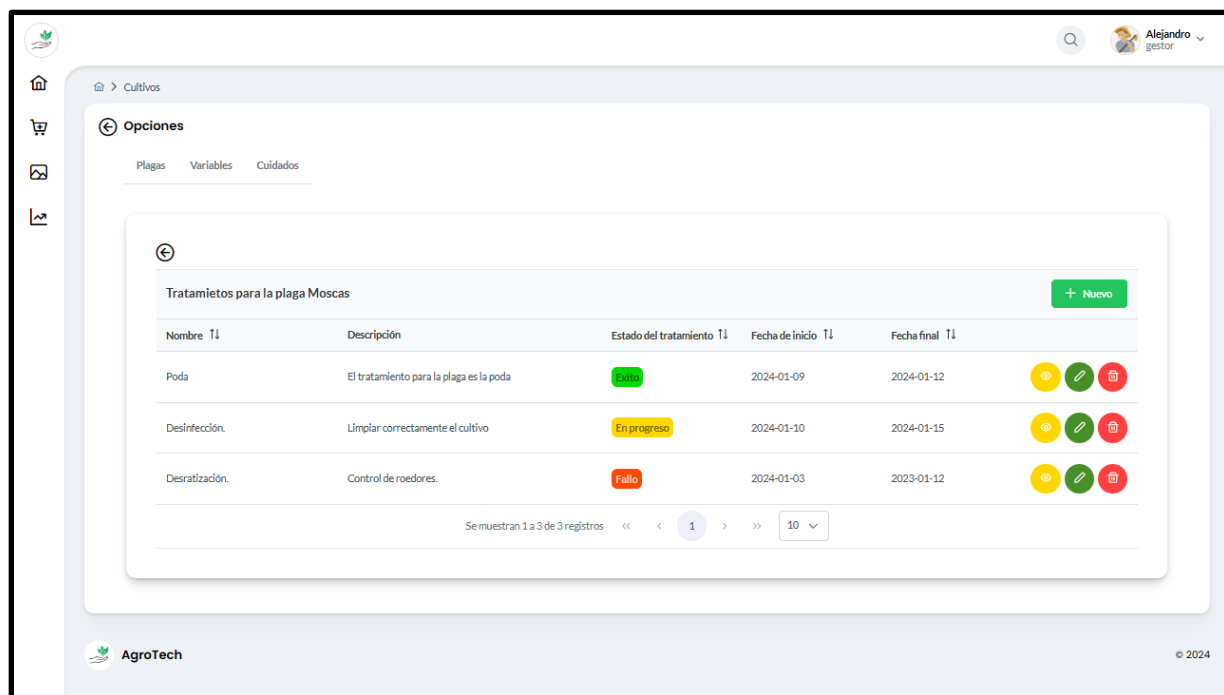 Alejandro
gestor
Cultivos
Opciones
Plagas Variables Cuidados
Tratamietos para la plaga Moscas + Nuevo
Nombre Descripción Estado del tratamiento Fecha de inicio Fecha final
Poda El tratamiento para la plaga es la poda Exito 2024-01-09 2024-01-12
Desinfección. Limpiar correctamente el cultivo En progreso 2024-01-10 2024-01-15
Desratización. Control de roedores. Fallo 2024-01-03 2023-01-12
Se muestran 1 a 3 de 3 registros « ‹ 1 › » 10
AgroTech © 2024